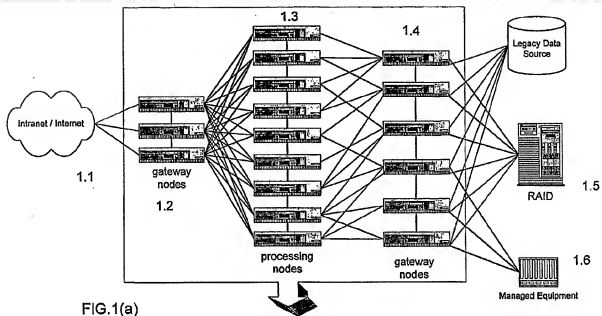 1.3
1.4
Legacy Data
Source
Intranet / Internet
1.1
gateway
nodes
1.2
RAID
1.5
processing
nodes
gateway
nodes
1.6
Managed Equipment
FIG.1(a)